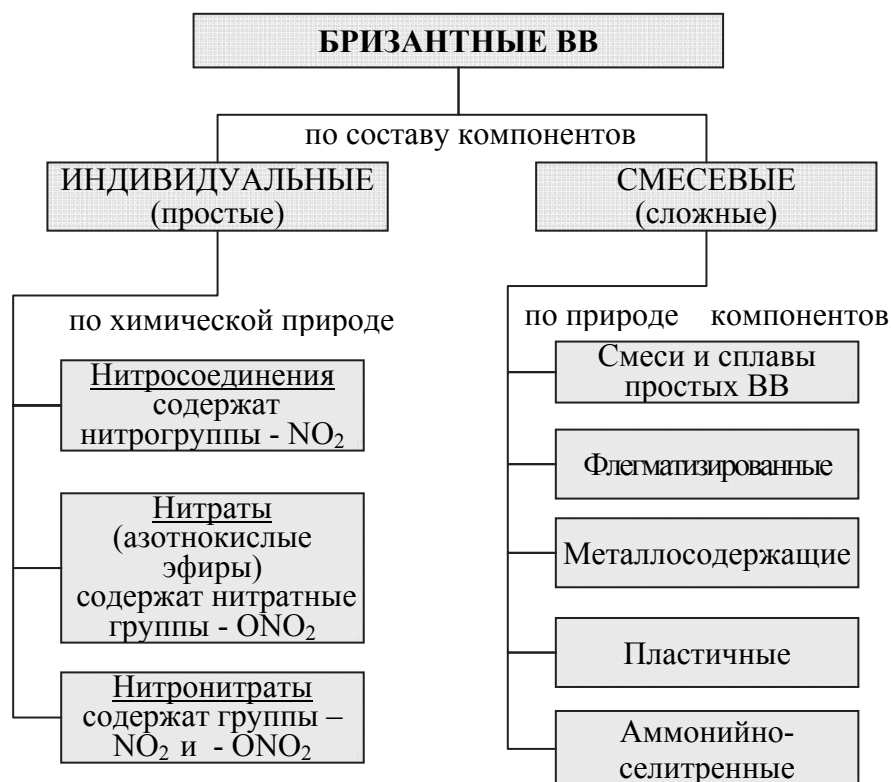 БРИЗАНТНЫЕ ВВ
по составу компонентов
ИНДИВИДУАЛЬНЫЕ
(простые)
СМЕСЕВЫЕ
(сложные)
по химической природе
Нитросоединения
содержат
нитрогруппы - NO₂
Нитраты
(азотнокислые
эфиры)
содержат нитратные
группы - ONO₂
Нитронитраты
содержат группы –
NO₂ и - ONO₂
по природе компонентов
Смеси и сплавы
простых ВВ
Флегматизированные
Металлосодержащие
Пластичные
Аммонийно-
селитренные